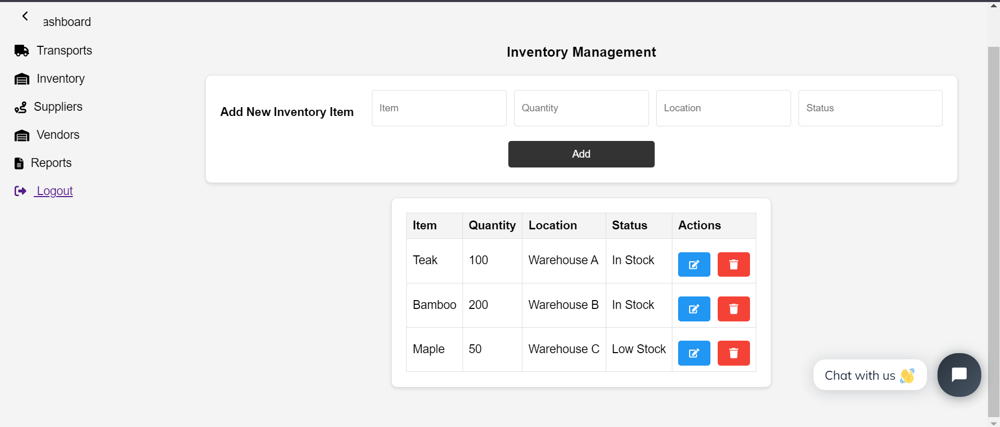 ashboard
Transports
Inventory
Suppliers
Vendors
Reports
Logout
Inventory Management
Add New Inventory Item
Item
Quantity
Location
Status
Add
Item Quantity Location Status Actions
Teak 100 Warehouse A In Stock
Bamboo 200 Warehouse B In Stock
Maple 50 Warehouse C Low Stock
Chat with us 👋